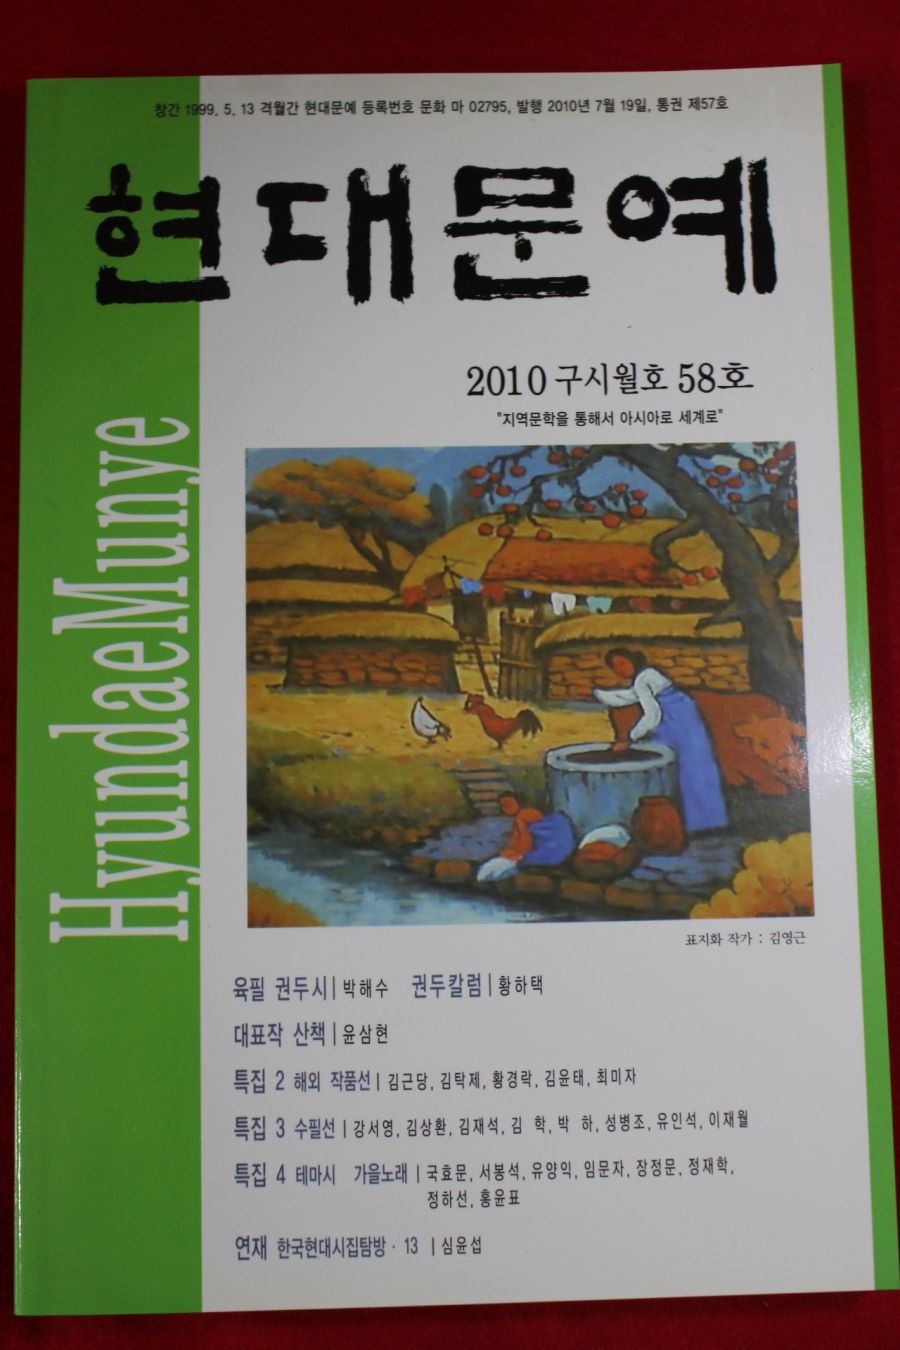 창간 1999. 5. 13 격월간 현대문예 등록번호 문화 마 02795, 발행 2010년 7월 19일, 통권 제57호
현대문예
2010 구시월호 58호
"지역문학을 통해서 아시아로 세계로"
HyundaeMunye
표지화 작가 : 김영근
육필 권두시 | 박해수 권두칼럼 | 황하택
대표작 산책 | 윤삼현
특집 2 해외 작품선 | 김근당, 김탁제, 황경락, 김윤태, 최미자
특집 3 수필선 | 강서영, 김상환, 김재석, 김 학, 박 하, 성병조, 유인석, 이재월
특집 4 테마시 가을노래 | 국효문, 서봉석, 유양익, 임문자, 장정문, 정재학,
정하선, 홍윤표
연재 한국현대시집탐방 · 13 | 심윤섭